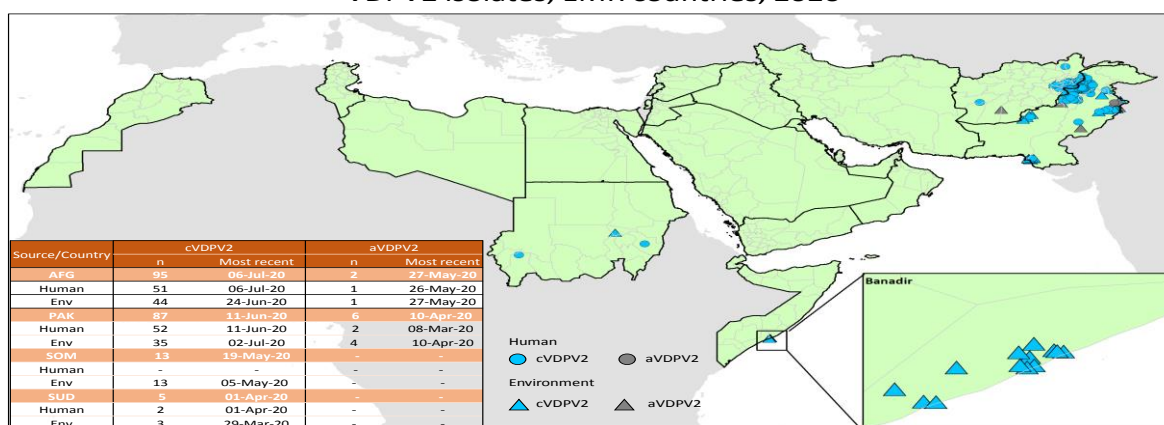 VDPV2 isolates, EMR countries, 2020
Source/Country cVDPV2 aVDPV2
n Most recent n Most recent
AFG 95 06-Jul-20 2 27-May-20
Human 51 06-Jul-20 1 26-May-20
Env 44 24-Jun-20 1 27-May-20
PAK 87 11-Jun-20 6 10-Apr-20
Human 52 11-Jun-20 2 08-Mar-20
Env 35 02-Jul-20 4 10-Apr-20
SOM 13 19-May-20 - -
Human - - - -
Env 13 05-May-20 - -
SUD 5 01-Apr-20 - -
Human 2 01-Apr-20 - -
Env 3 29-Mar-20 - -
Human
cVDPV2 aVDPV2
Environment
cVDPV2 aVDPV2
Banadir